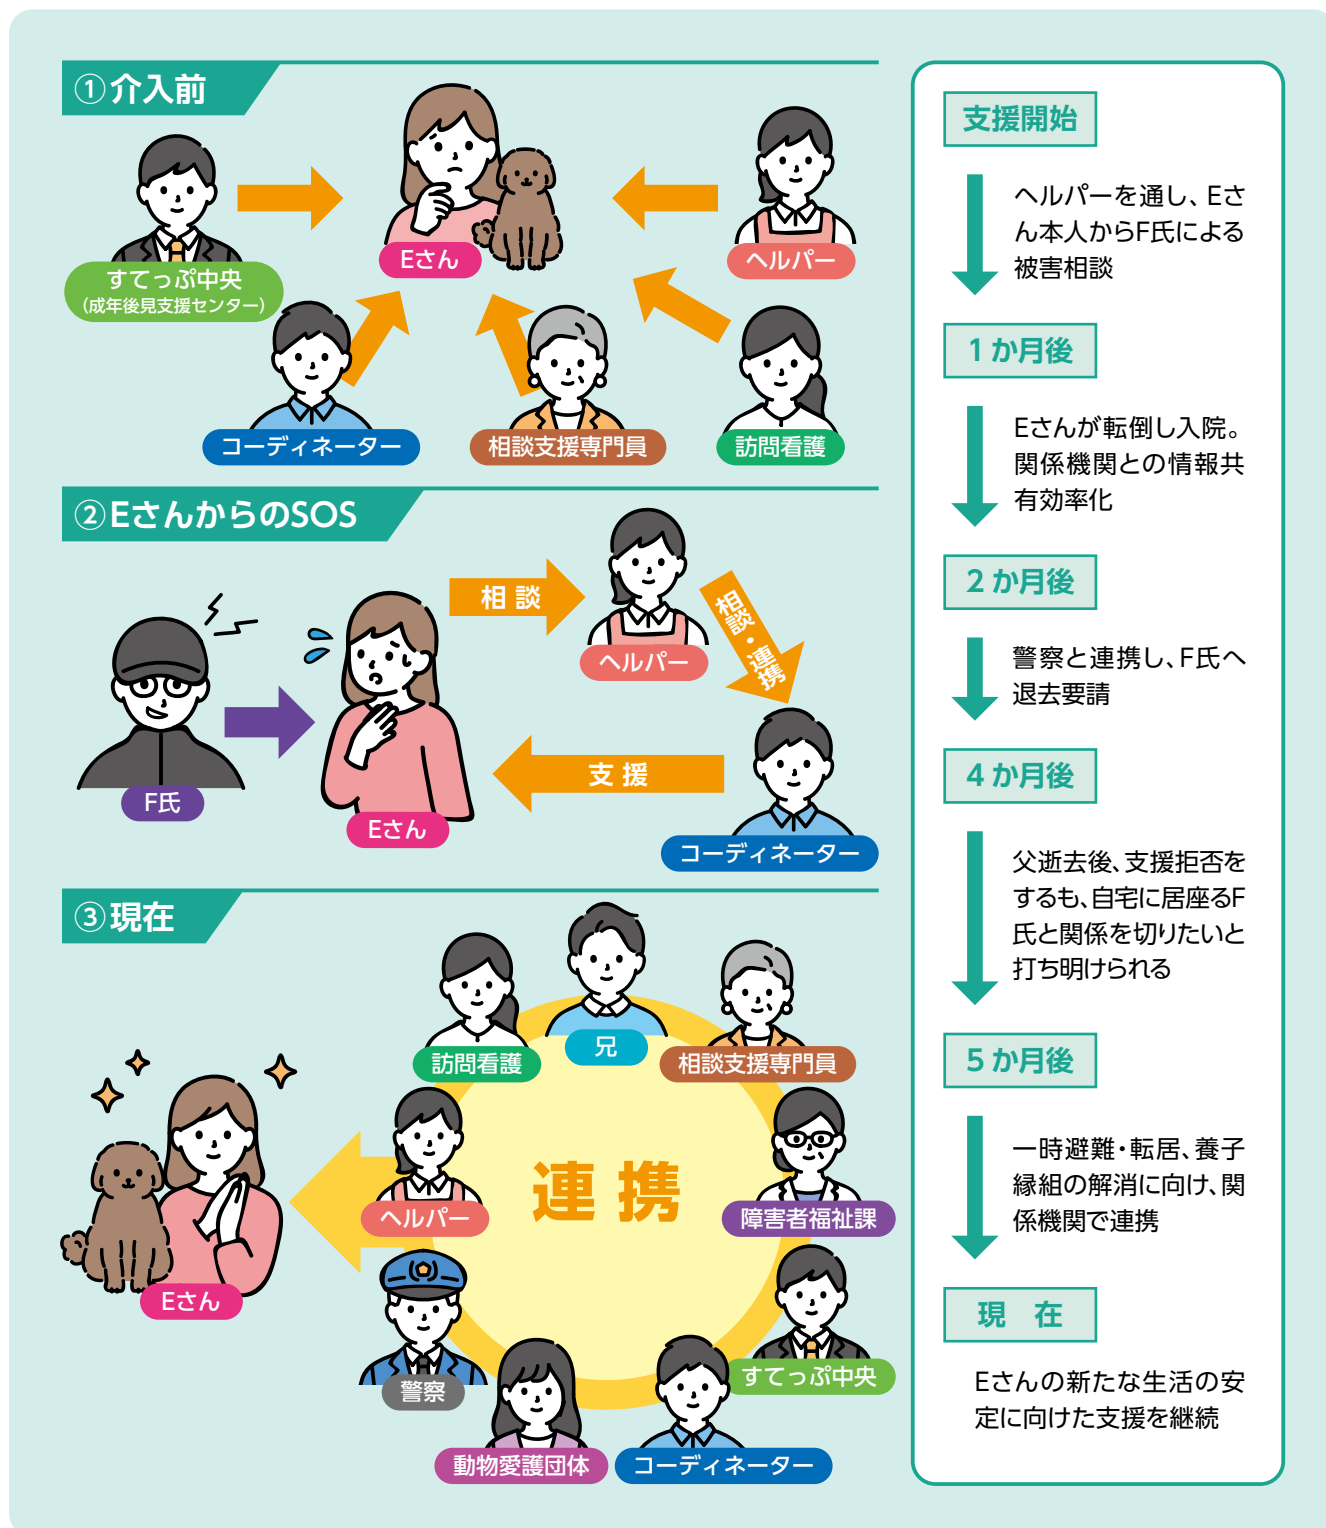 ①介入前
Eさん
すてっぷ中央
（成年後見支援センター）
ヘルパー
コーディネーター
相談支援専門員
訪問看護
②EさんからのSOS
相談
ヘルパー
相談・連携
F氏
Eさん
支援
コーディネーター
③現在
訪問看護
兄
相談支援専門員
ヘルパー
連携
障害者福祉課
Eさん
警察
すてっぷ中央
動物愛護団体
コーディネーター
支援開始
ヘルパーを通し、Eさ
ん本人からF氏による
被害相談
1か月後
Eさんが転倒し入院。
関係機関との情報共
有効率化
2か月後
警察と連携し、F氏へ
退去要請
4か月後
父逝去後、支援拒否を
するも、自宅に居座るF
氏と関係を切りたいと
打ち明けられる
5か月後
一時避難・転居、養子
縁組の解消に向け、関
係機関で連携
現 在
Eさんの新たな生活の安
定に向けた支援を継続